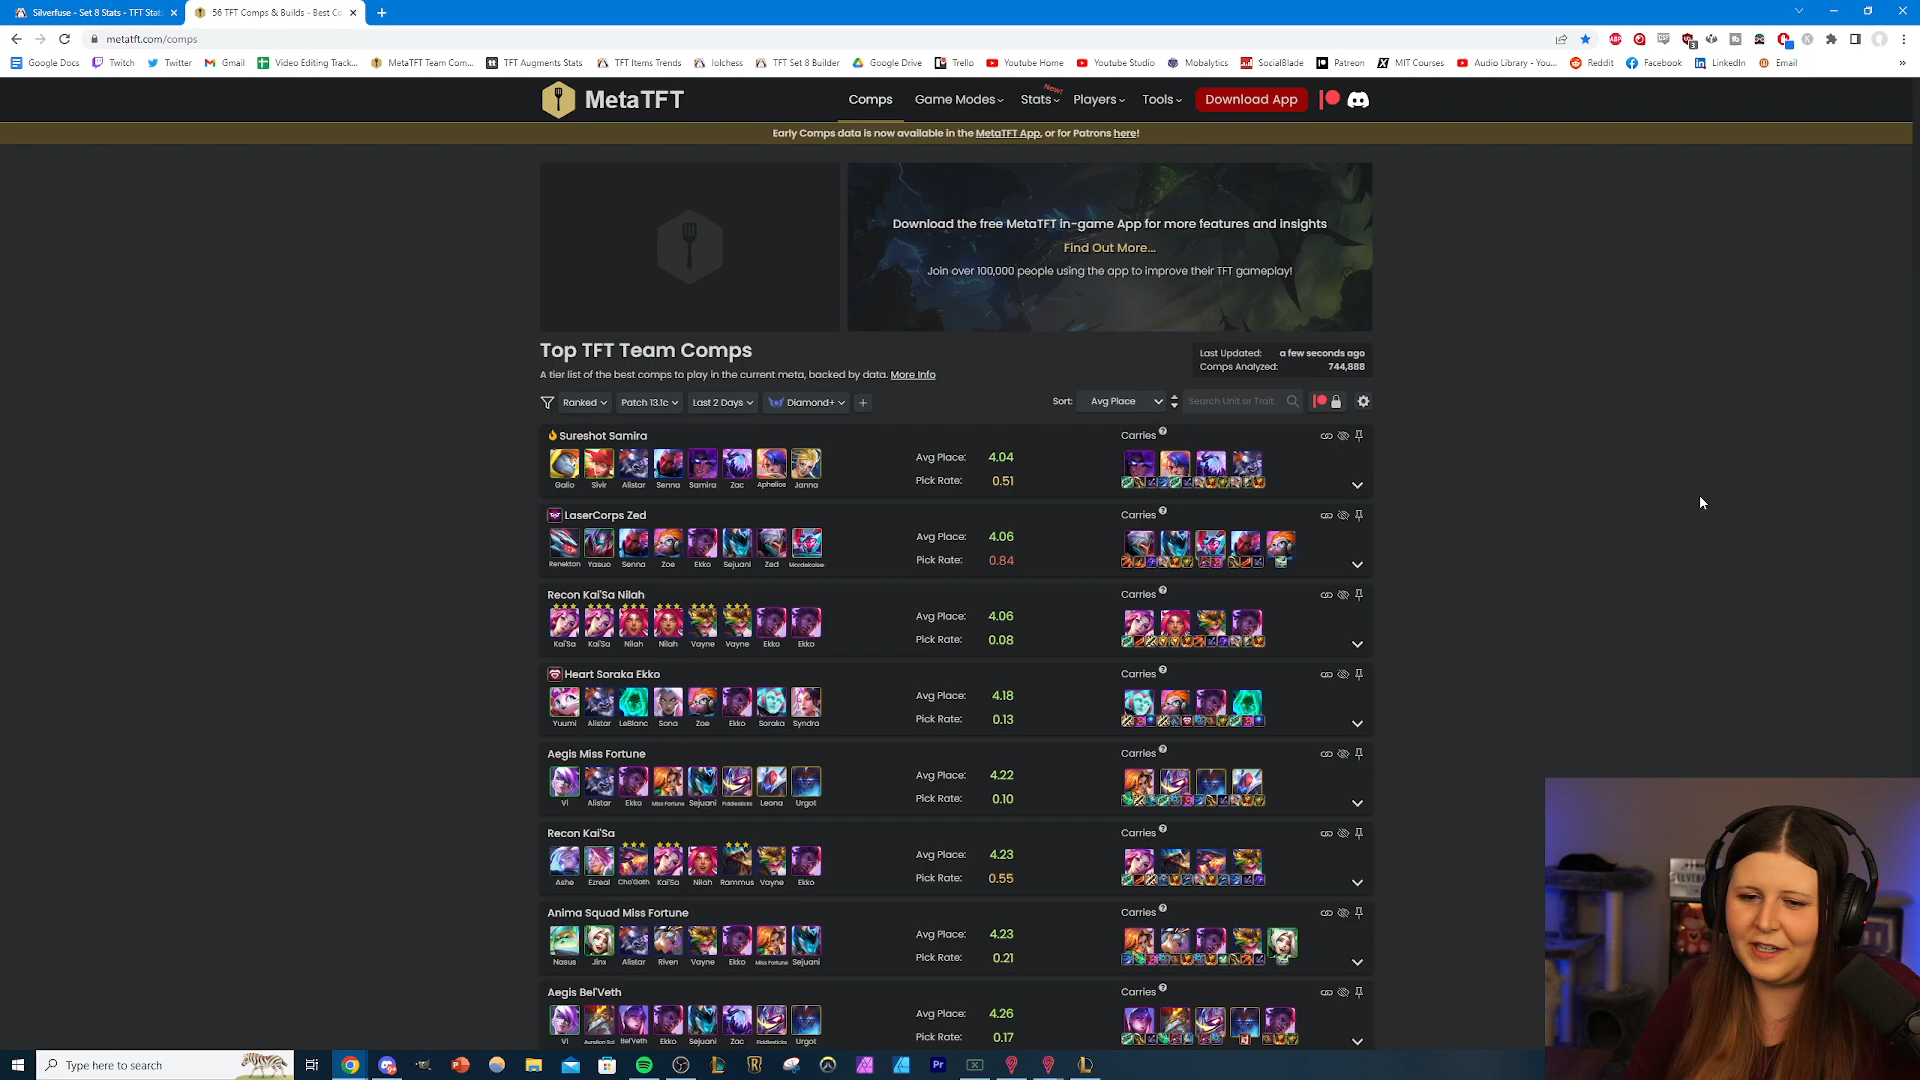 Silverfuse - Set 8 Stats - TFT Stat
56 TFT Comps & Builds - Best Co
metatft.com/comps
Google Docs
Twitch
Twitter
Gmail
Video Editing Track...
MetaTFT Team Com...
TFT Augments Stats
TFT Items Trends
lolchess
TFT Set 8 Builder
Google Drive
Trello
Youtube Home
Youtube Studio
Mobalytics
SocialBlade
Patreon
MIT Courses
Audio Library - You...
Reddit
Facebook
LinkedIn
Email
MetaTFT
Comps
Game Modes
Stats
New!
Players
Tools
Download App
Early Comps data is now available in the MetaTFT App, or for Patrons here!
Download the free MetaTFT in-game App for more features and insights
Find Out More...
Join over 100,000 people using the app to improve their TFT gameplay!
Top TFT Team Comps
Last Updated: a few seconds ago
Comps Analyzed: 744,888
A tier list of the best comps to play in the current meta, backed by data. More Info
Ranked
Patch 13.1c
Last 2 Days
Diamond+
Sort:
Avg Place
Search Unit or Trait
Sureshot Samira
Galio Sivir Alistar Senna Samira Zac Aphelios Janna
Avg Place: 4.04
Pick Rate: 0.51
Carries
LaserCorps Zed
Renekton Yasuo Senna Zoe Ekko Sejuani Zed Mordekaiser
Avg Place: 4.06
Pick Rate: 0.84
Carries
Recon Kai'Sa Nilah
Kai'Sa Kai'Sa Nilah Nilah Vayne Vayne Ekko Ekko
Avg Place: 4.06
Pick Rate: 0.08
Carries
Heart Soraka Ekko
Yuumi Alistar LeBlanc Sona Zoe Ekko Soraka Syndra
Avg Place: 4.18
Pick Rate: 0.13
Carries
Aegis Miss Fortune
Vi Alistar Ekko Miss Fortune Sejuani Fiddlesticks Leona Urgot
Avg Place: 4.22
Pick Rate: 0.10
Carries
Recon Kai'Sa
Ashe Ezreal Cho'Gath Kai'Sa Nilah Rammus Vayne Ekko
Avg Place: 4.23
Pick Rate: 0.55
Carries
Anima Squad Miss Fortune
Nasus Jinx Alistar Riven Vayne Ekko Miss Fortune Sejuani
Avg Place: 4.23
Pick Rate: 0.21
Carries
Aegis Bel'Veth
Vi Aurelion Sol Bel'Veth Ekko Sejuani Zac Fiddlesticks Urgot
Avg Place: 4.26
Pick Rate: 0.17
Carries
Type here to search